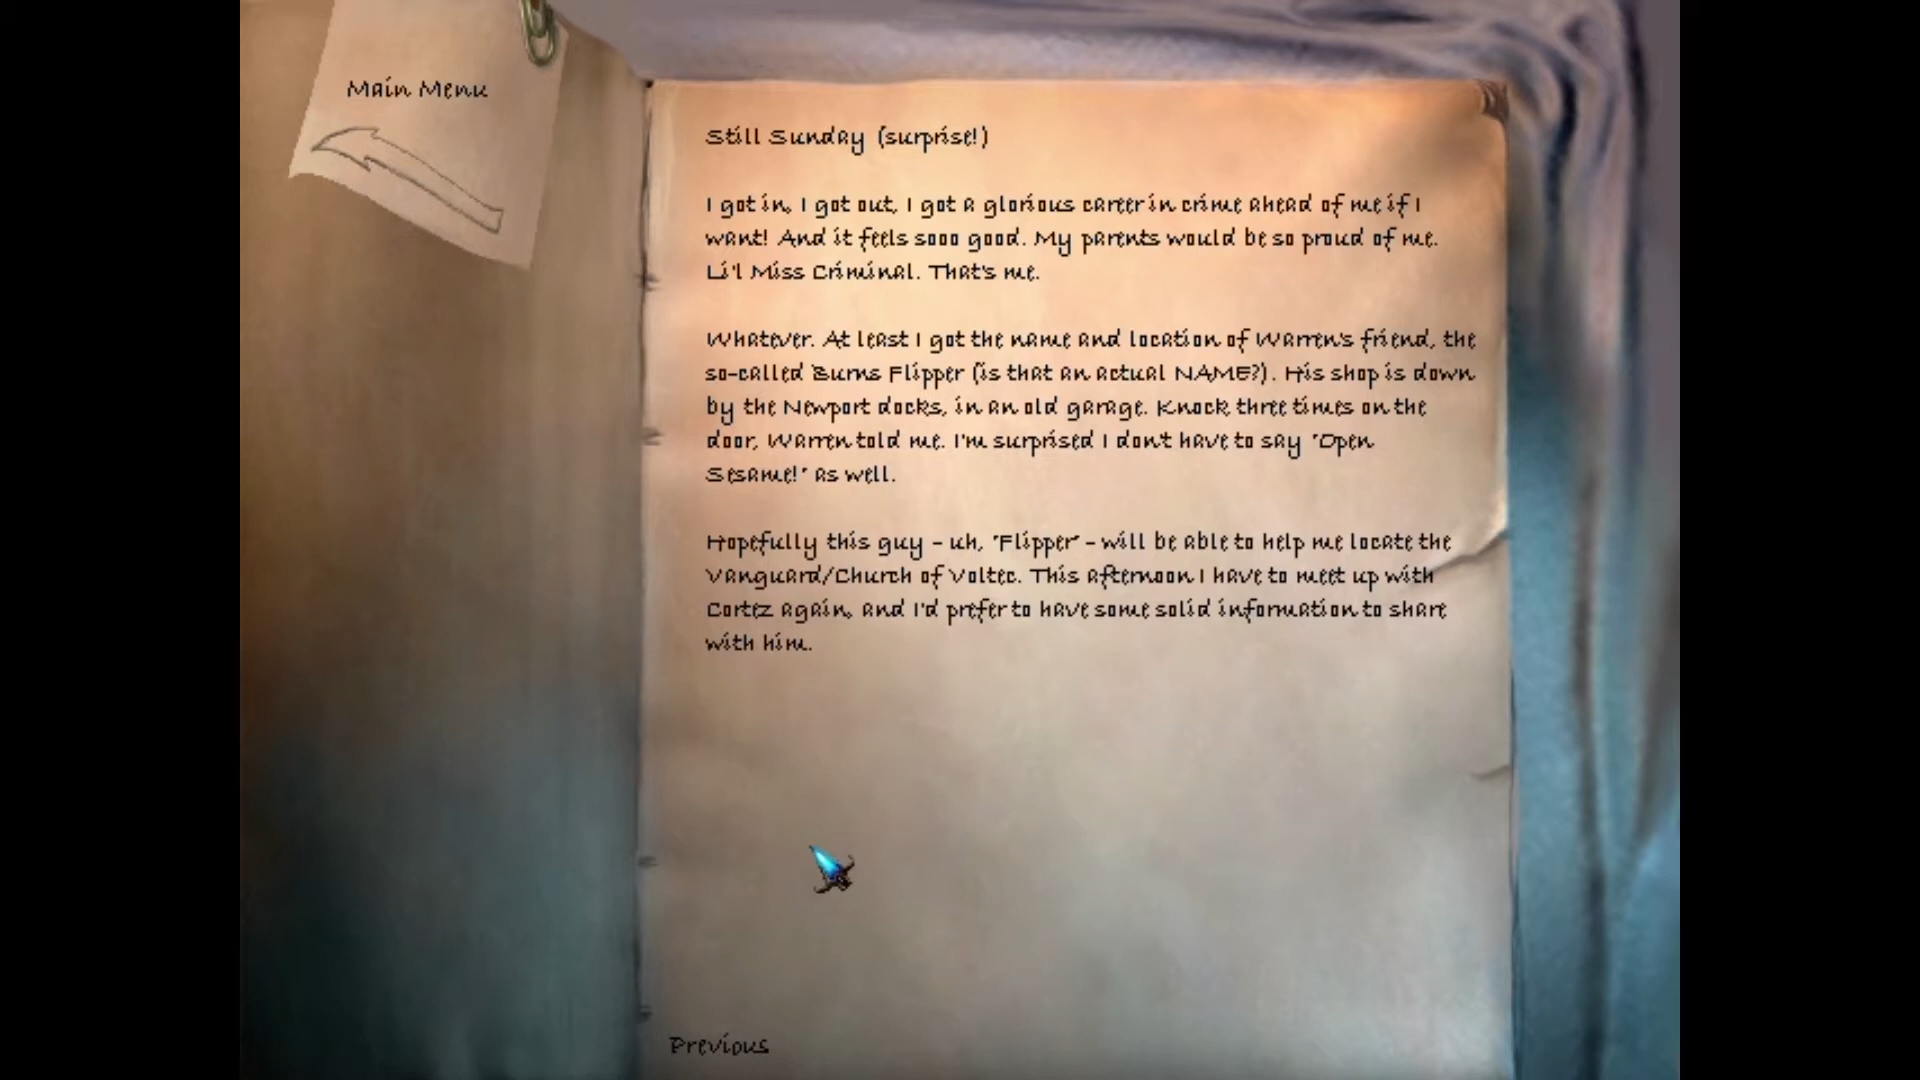 Main Menu
Still Sunday (surprise!)
I got in, I got out, I got a glorious career in crime ahead of me if I
want! And it feels sooo good. My parents would be so proud of me.
Li'l Miss Criminal. That's me.
Whatever. At least I got the name and location of Warren's friend, the
so-called Burns Flipper (is that an actual NAME?). His shop is down
by the Newport docks, in an old garage. Knock three times on the
door, Warren told me. I'm surprised I don't have to say "Open
Sesame!" as well.
Hopefully this guy - uh, "Flipper" - will be able to help me locate the
Vanguard/Church of Voltec. This afternoon I have to meet up with
Cortez again, and I'd prefer to have some solid information to share
with him.
Previous